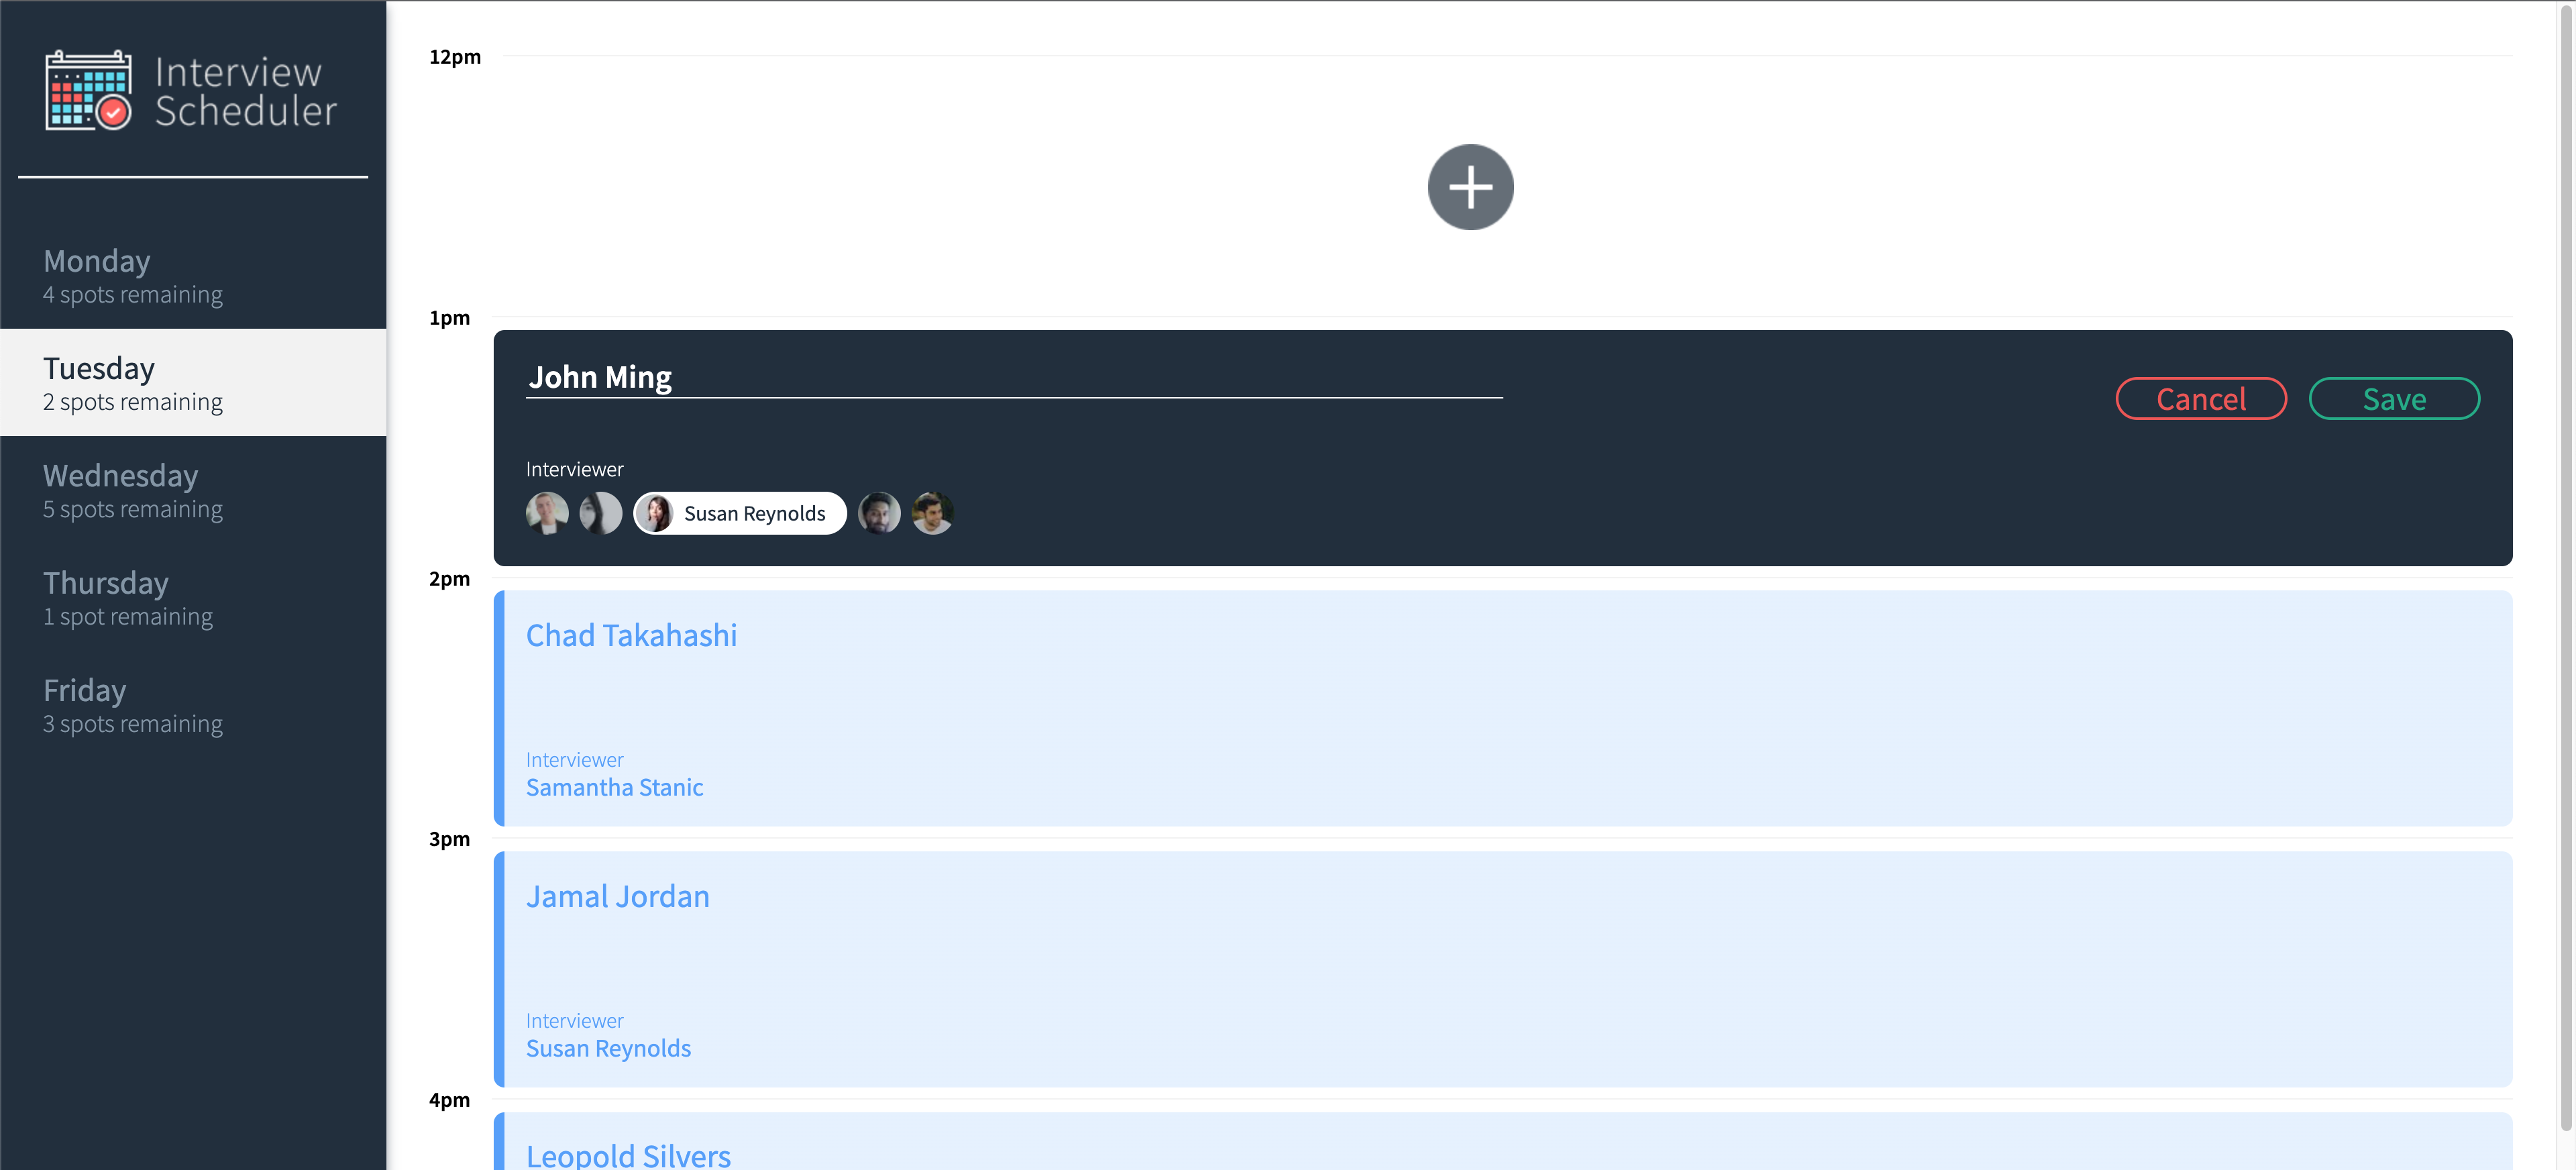 Interview
Scheduler
Monday
4 spots remaining
Tuesday
2 spots remaining
Wednesday
5 spots remaining
Thursday
1 spot remaining
Friday
3 spots remaining
12pm
1pm
John Ming
Cancel
Save
Interviewer
Susan Reynolds
2pm
Chad Takahashi
Interviewer
Samantha Stanic
3pm
Jamal Jordan
Interviewer
Susan Reynolds
4pm
Leopold Silvers